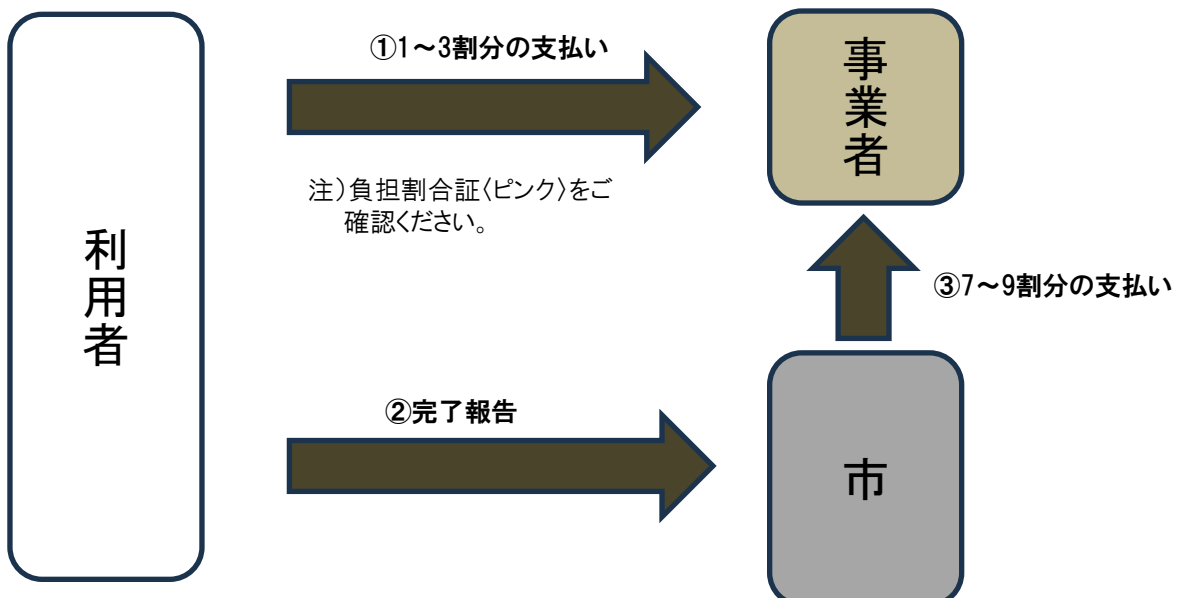 ①1～3割分の支払い
事業者
注）負担割合証〈ピンク〉をご
確認ください。
利用者
③7～9割分の支払い
②完了報告
市